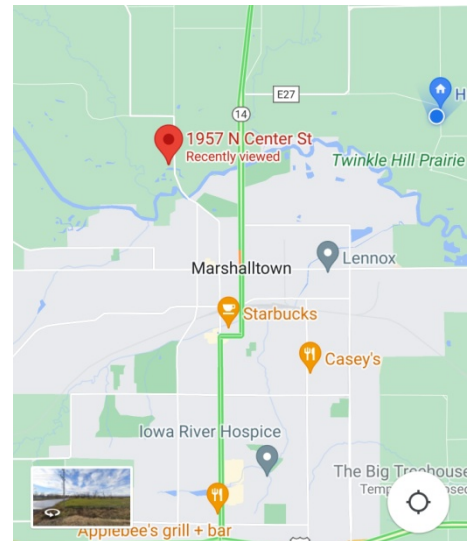 E27
H
14
1957 N Center St
Recently viewed
Twinkle Hill Prairie
Lennox
Marshalltown
Starbucks
Casey's
Iowa River Hospice
The Big Treehouse
Applebee's grill + bar